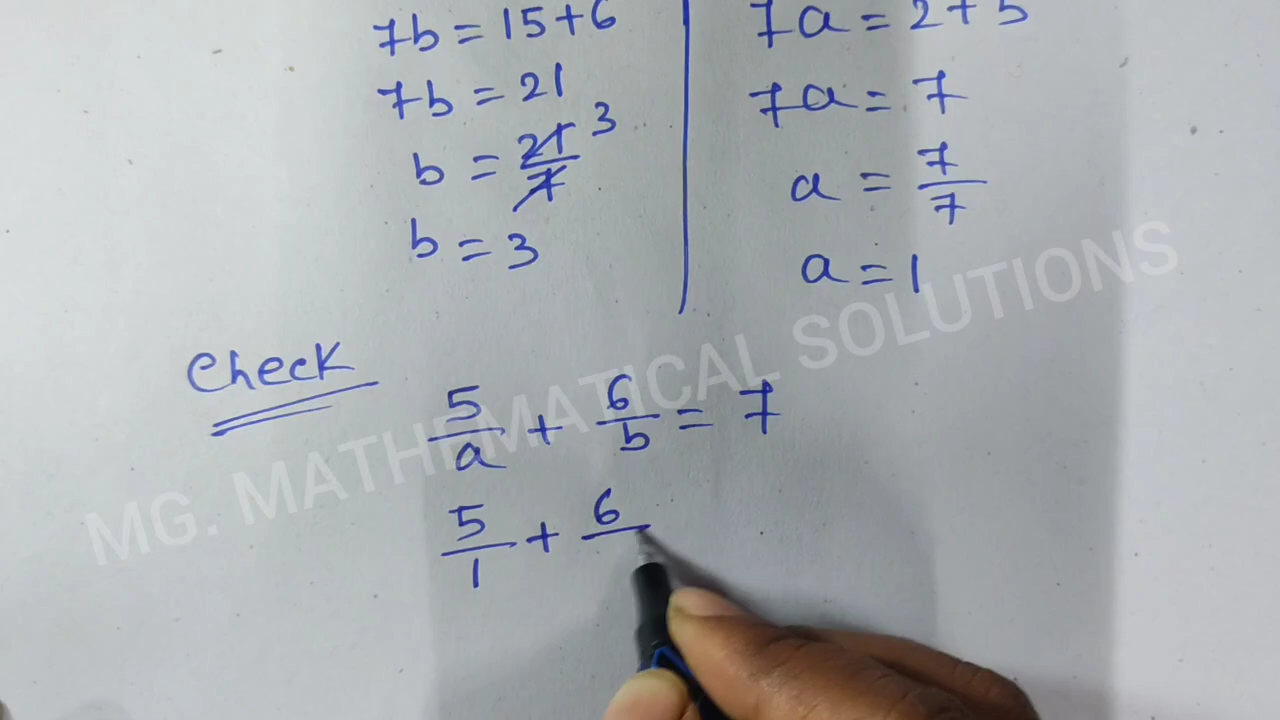 7b = 15+6
7b = 21
b = 21/7 3
b = 3
7a = 2+5
7a = 7
a = 7/7
a = 1
Check
5/a + 6/b = 7
5/1 + 6/
MG. MATHEMATICAL SOLUTIONS